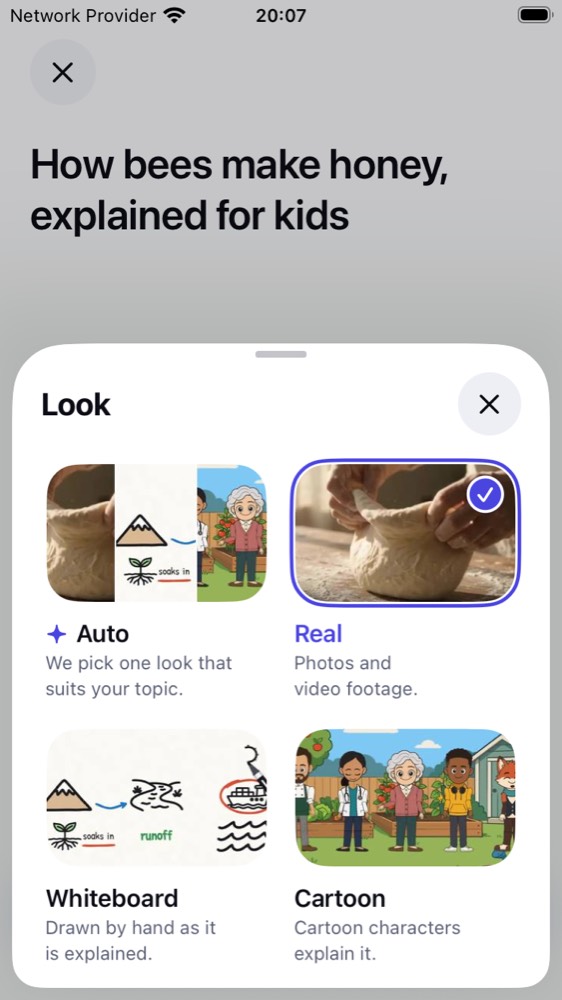 Network Provider 20:07
How bees make honey,
explained for kids
Look
soaks in
Auto
We pick one look that
suits your topic.
Real
Photos and
video footage.
soaks in
runoff
Whiteboard
Drawn by hand as it
is explained.
Cartoon
Cartoon characters
explain it.